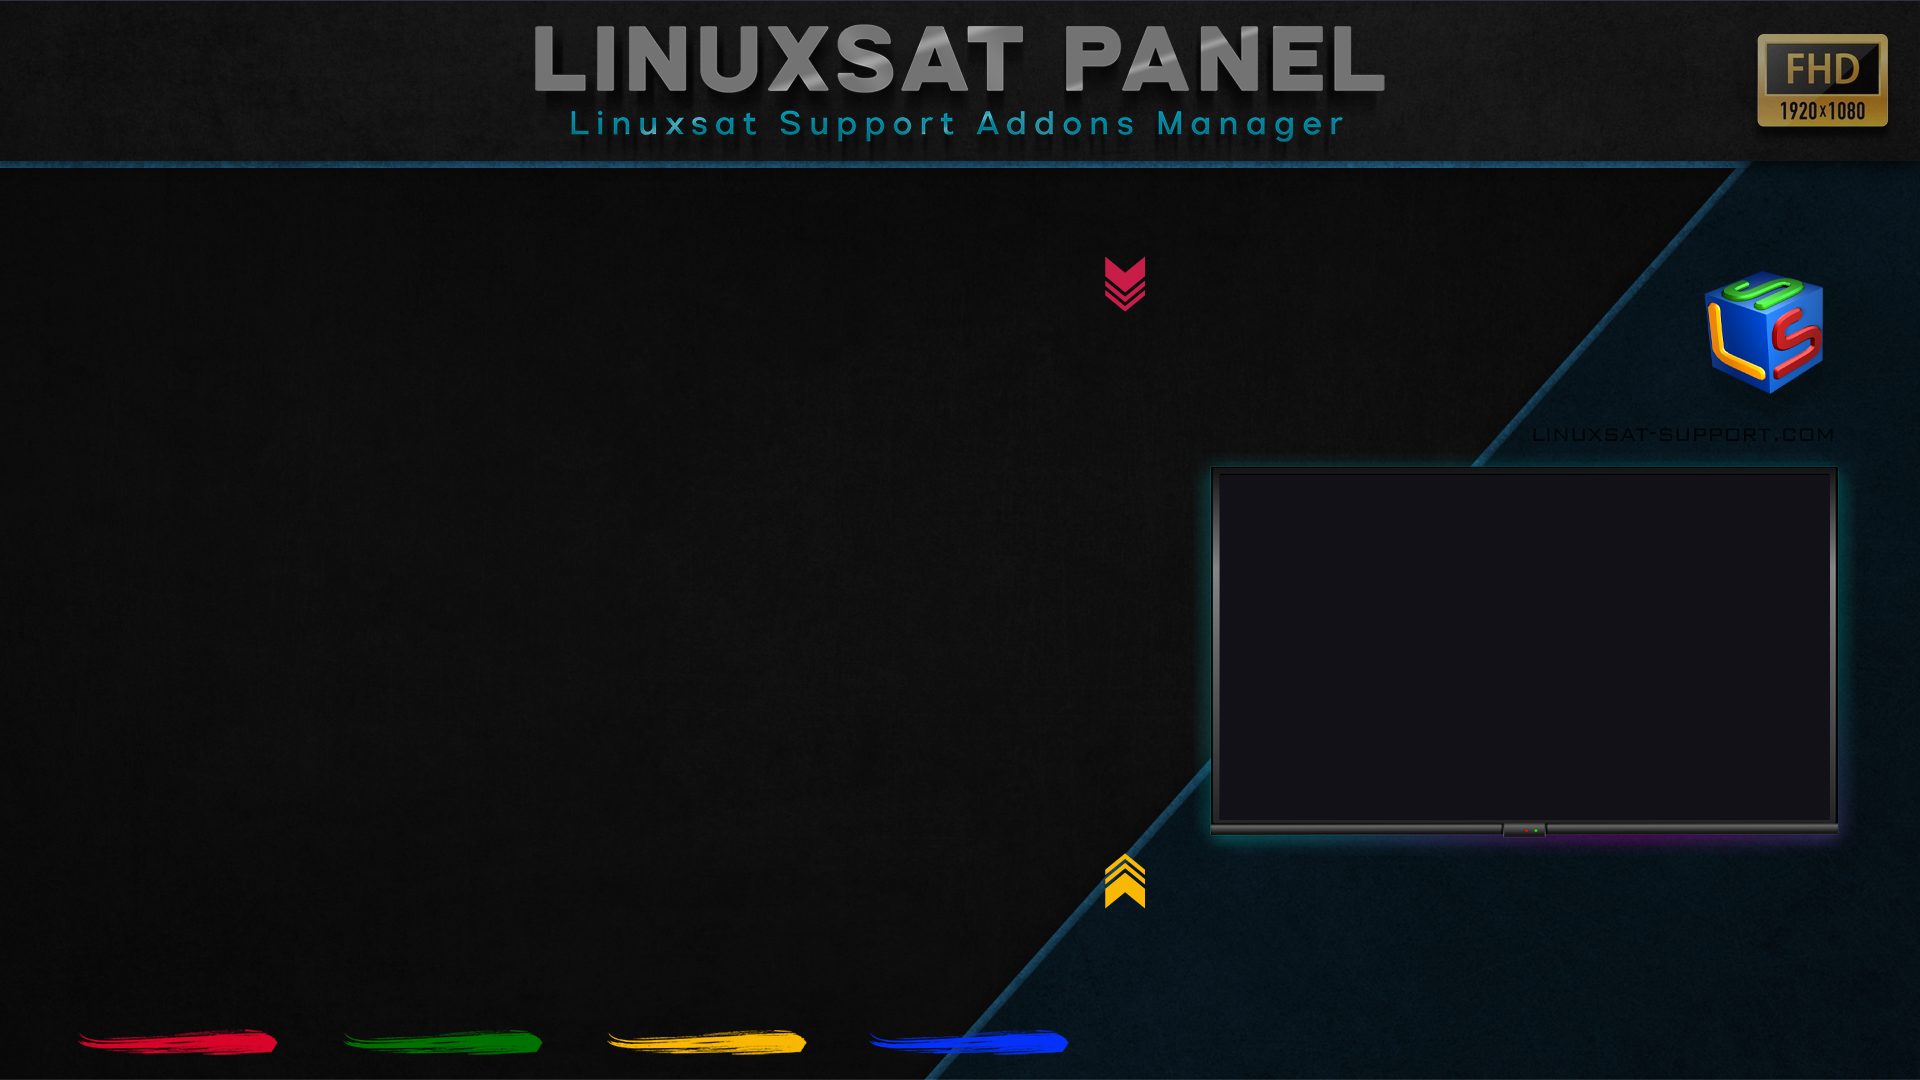 LINUXSAT PANEL
Linuxsat Support Addons Manager
FHD
1920x1080
S
L S
LINUXSAT-SUPPORT.COM